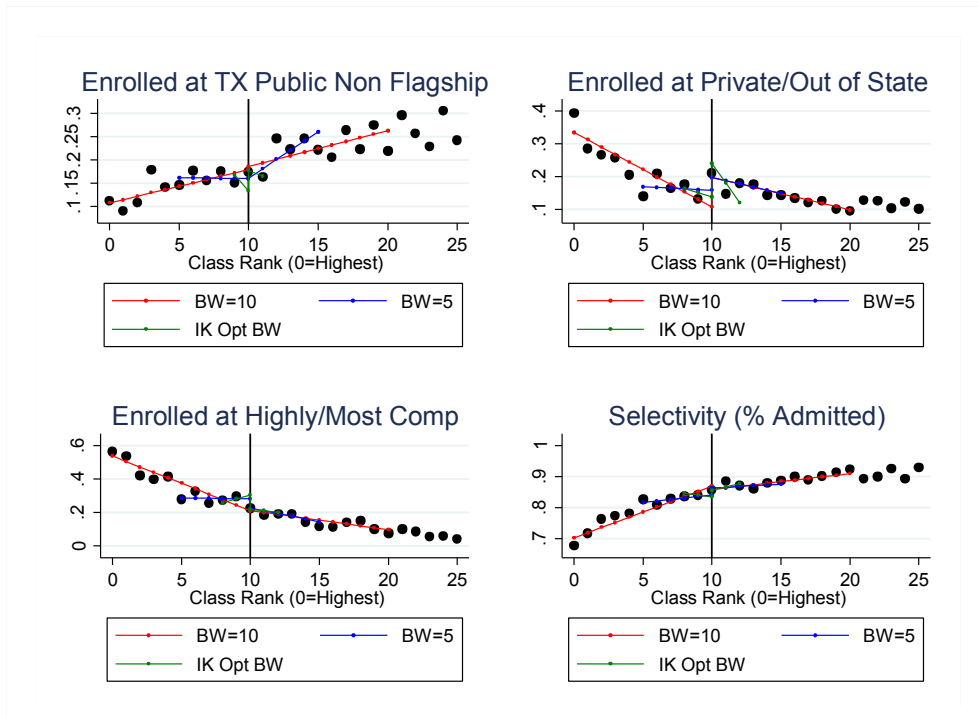 Enrolled at TX Public Non Flagship
.1 .15 .2 .25 .3
0 5 10 15 20 25
Class Rank (0=Highest)
BW=10 BW=5
IK Opt BW
Enrolled at Private/Out of State
.4
.3
.2
.1
0 5 10 15 20 25
Class Rank (0=Highest)
BW=10 BW=5
IK Opt BW
Enrolled at Highly/Most Comp
0 .2 .4 .6
0 5 10 15 20 25
Class Rank (0=Highest)
BW=10 BW=5
IK Opt BW
Selectivity (% Admitted)
.7 .8 .9 1
0 5 10 15 20 25
Class Rank (0=Highest)
BW=10 BW=5
IK Opt BW